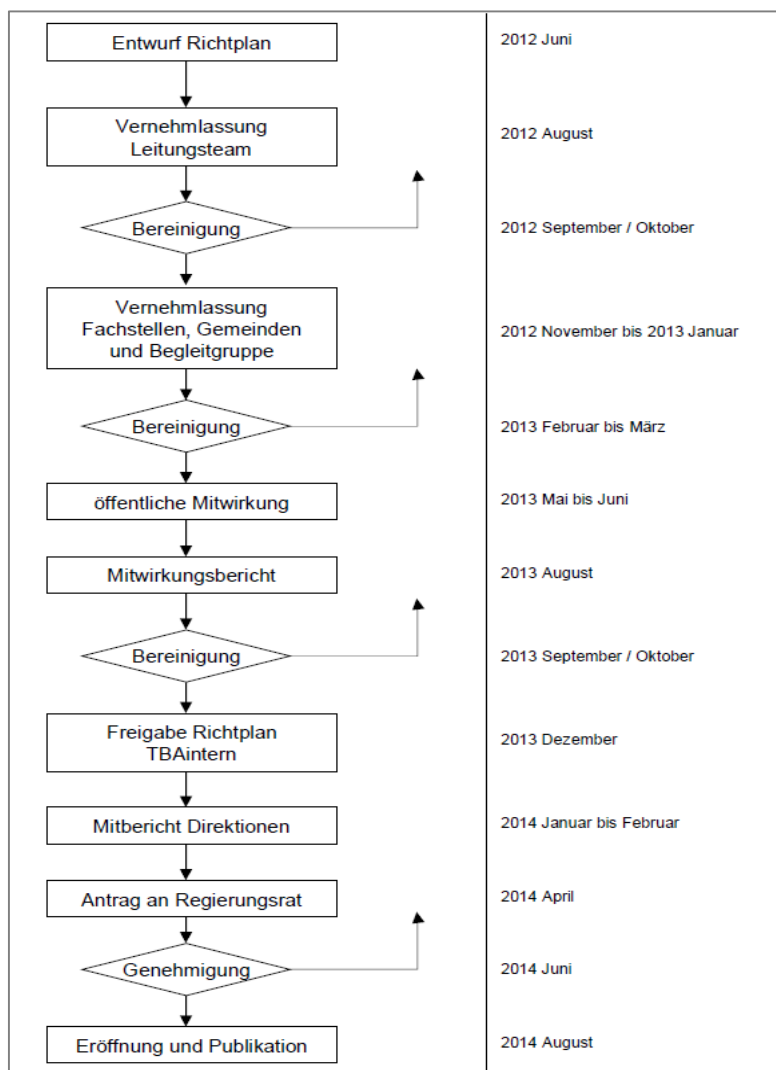 Entwurf Richtplan
2012 Juni
Vernehmlassung
Leitungsteam
2012 August
Bereinigung
2012 September / Oktober
Vernehmlassung
Fachstellen, Gemeinden
und Begleitgruppe
2012 November bis 2013 Januar
Bereinigung
2013 Februar bis März
öffentliche Mitwirkung
2013 Mai bis Juni
Mitwirkungsbericht
2013 August
Bereinigung
2013 September / Oktober
Freigabe Richtplan
TBAintern
2013 Dezember
Mitbericht Direktionen
2014 Januar bis Februar
Antrag an Regierungsrat
2014 April
Genehmigung
2014 Juni
Eröffnung und Publikation
2014 August